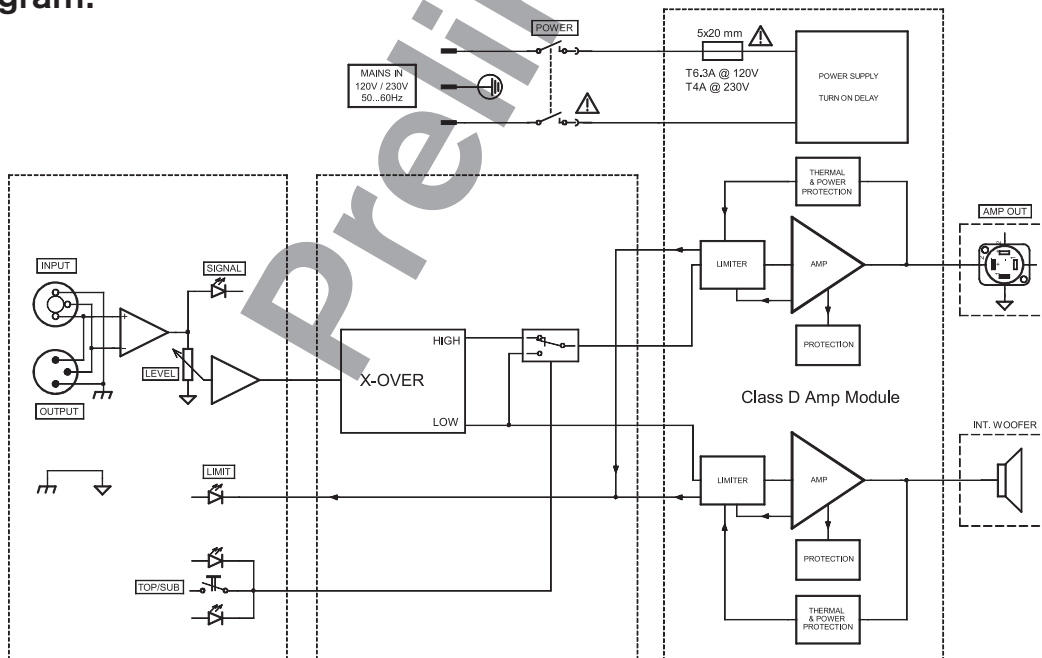 gram:
Prelii
POWER
5x20 mm
MAINS IN
120V / 230V
50...60Hz
T6.3A @ 120V
T4A @ 230V
POWER SUPPLY
TURN ON DELAY
THERMAL
& POWER
PROTECTION
AMP OUT
INPUT
SIGNAL
LIMITER
AMP
HIGH
PROTECTION
LEVEL
X-OVER
OUTPUT
Class D Amp Module
LOW
INT. WOOFER
LIMIT
LIMITER
AMP
PROTECTION
TOP/SUB
THERMAL
& POWER
PROTECTION